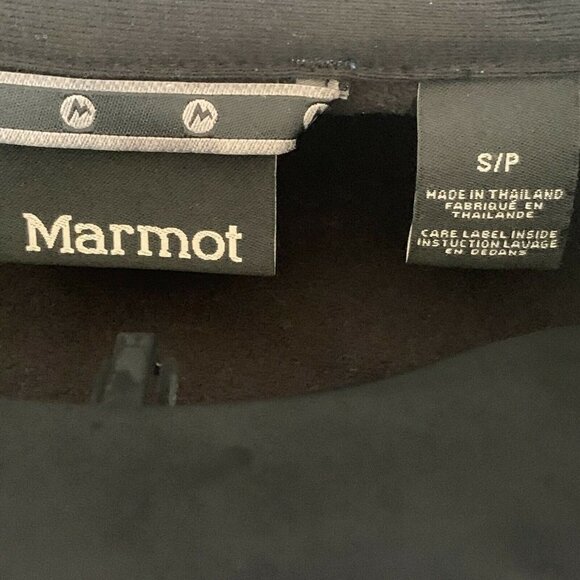 Marmot
S/P
MADE IN THAILAND
FABRIQUÉ EN
THAILANDE
CARE LABEL INSIDE
INSTUCTION LAVAGE
EN DEDANS